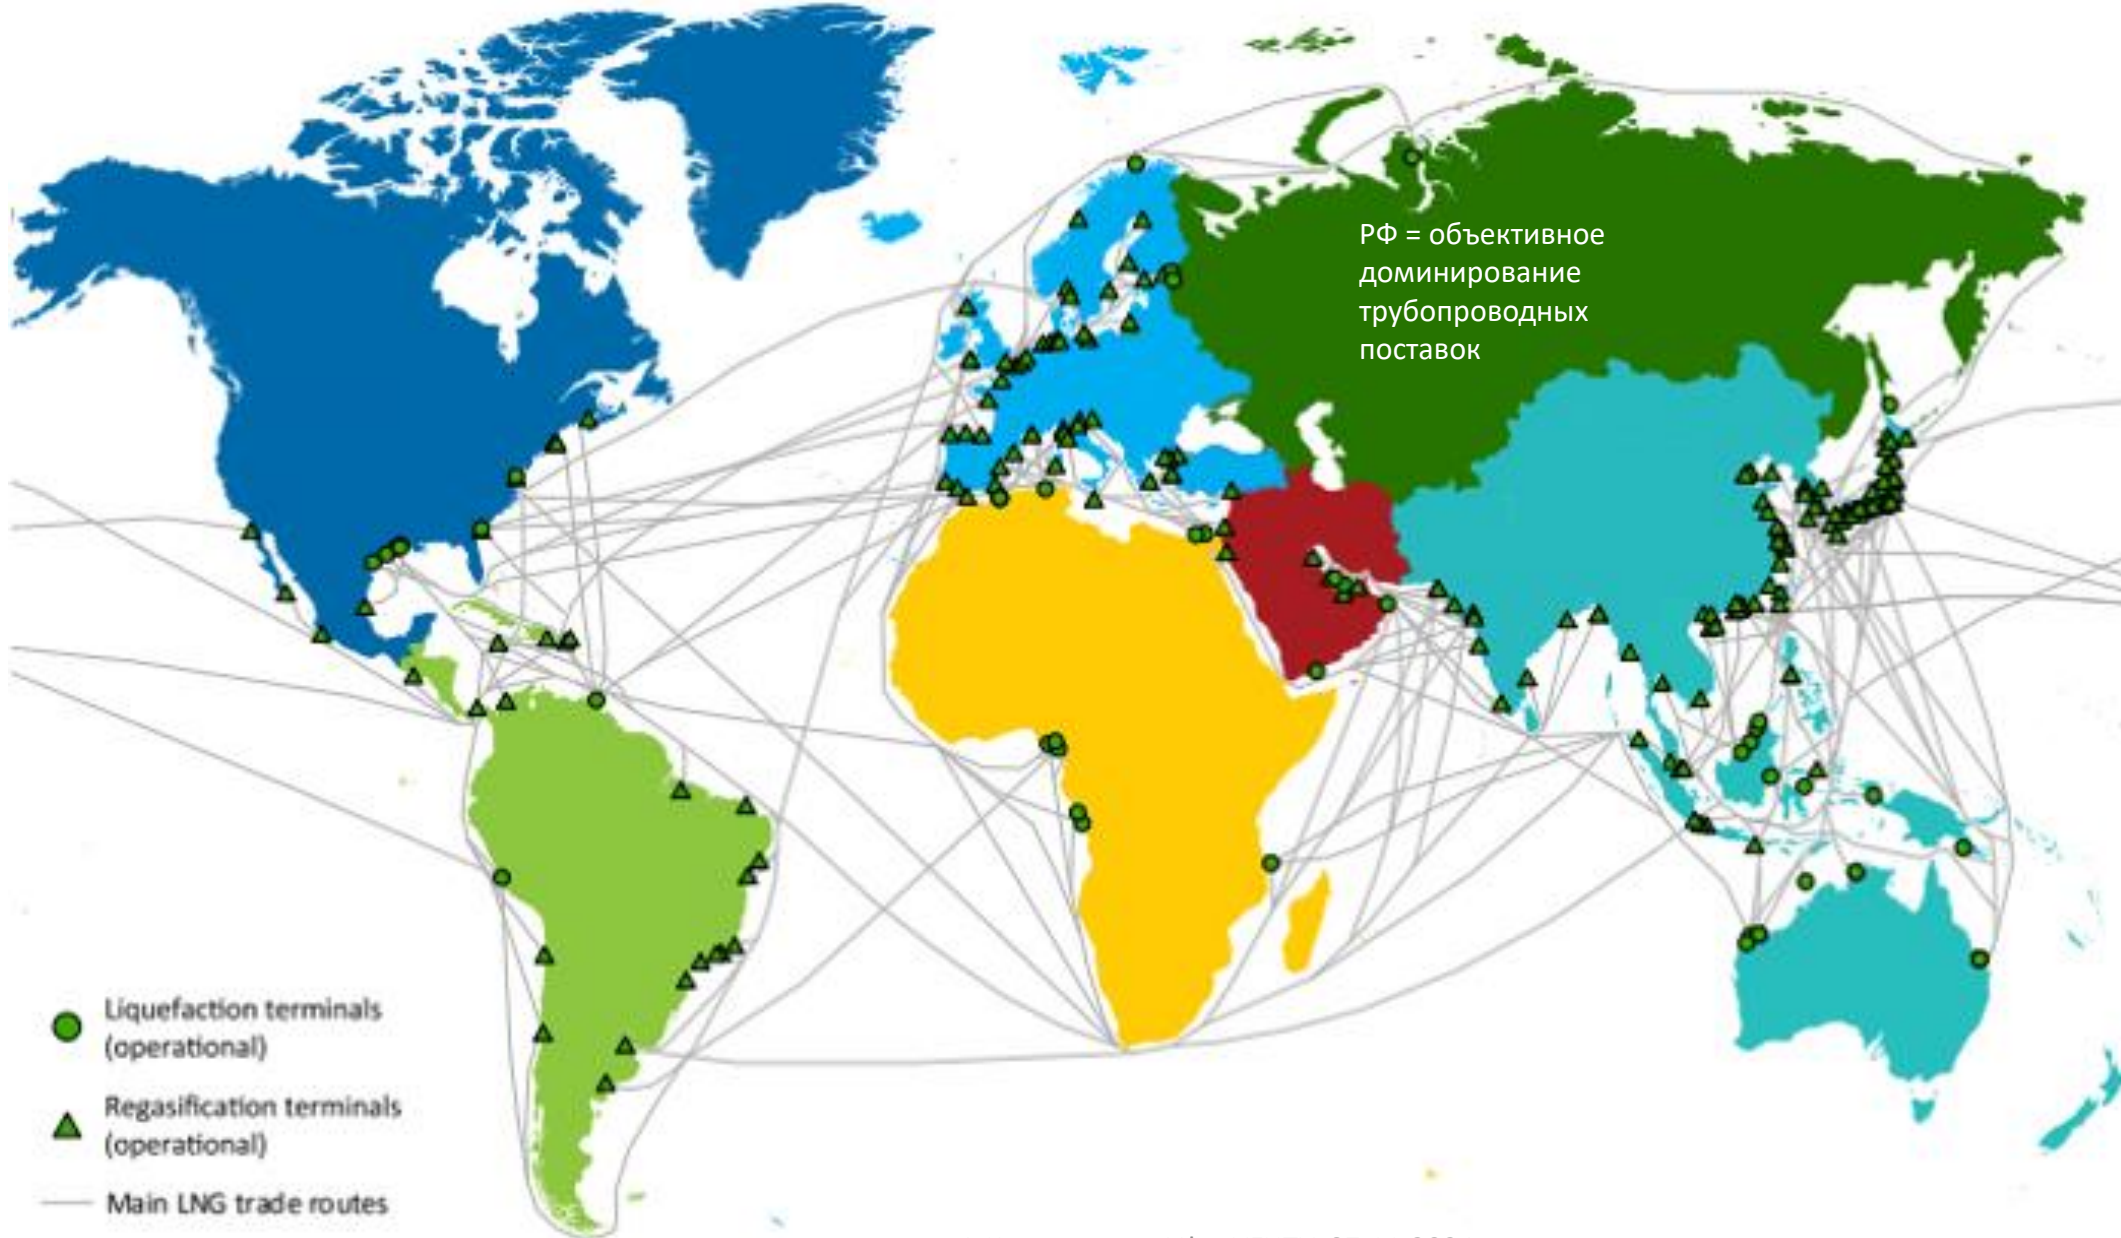 РФ = объективное
доминирование
трубопроводных
поставок
Liquefaction terminals
(operational)
Regasification terminals
(operational)
Main LNG trade routes